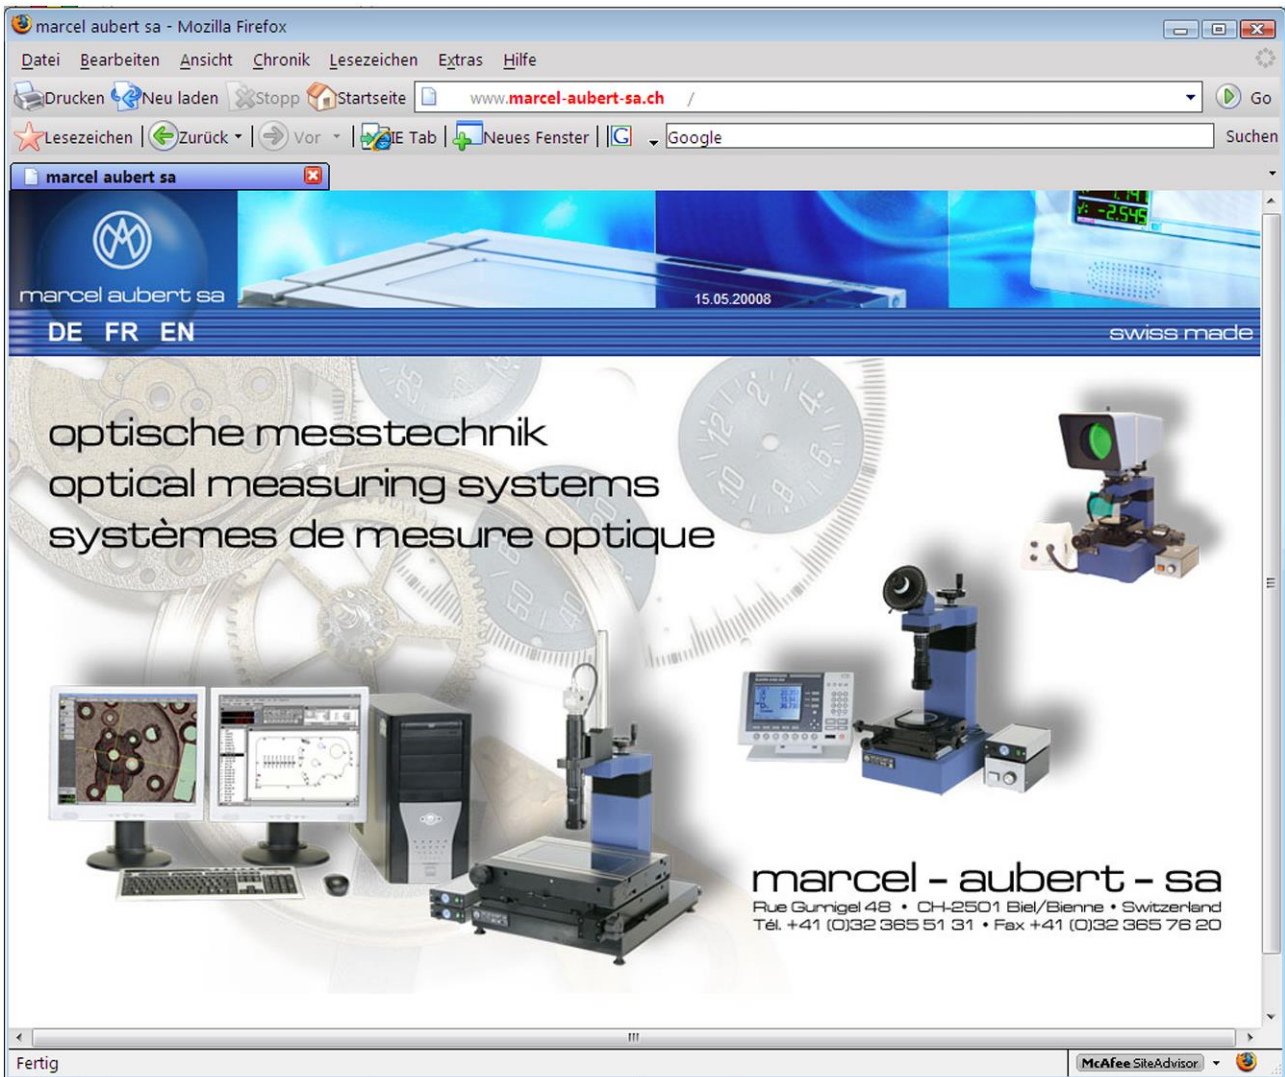 marcel aubert sa - Mozilla Firefox
Datei Bearbeiten Ansicht Chronik Lesezeichen Extras Hilfe
Drucken Neu laden Stopp Startseite www.marcel-aubert-sa.ch / Go
Lesezeichen Zurück Vor IE Tab Neues Fenster G Google Suchen
marcel aubert sa
Y: -2.545
marcel aubert sa
15.05.20008
DE FR EN
swiss made
optische messtechnik
optical measuring systems
systèmes de mesure optique
marcel - aubert - sa
Rue Gurnigel 48 • CH-2501 Biel/Bienne • Switzerland
Tél. +41 (0)32 365 51 31 • Fax +41 (0)32 365 76 20
Fertig
McAfee SiteAdvisor